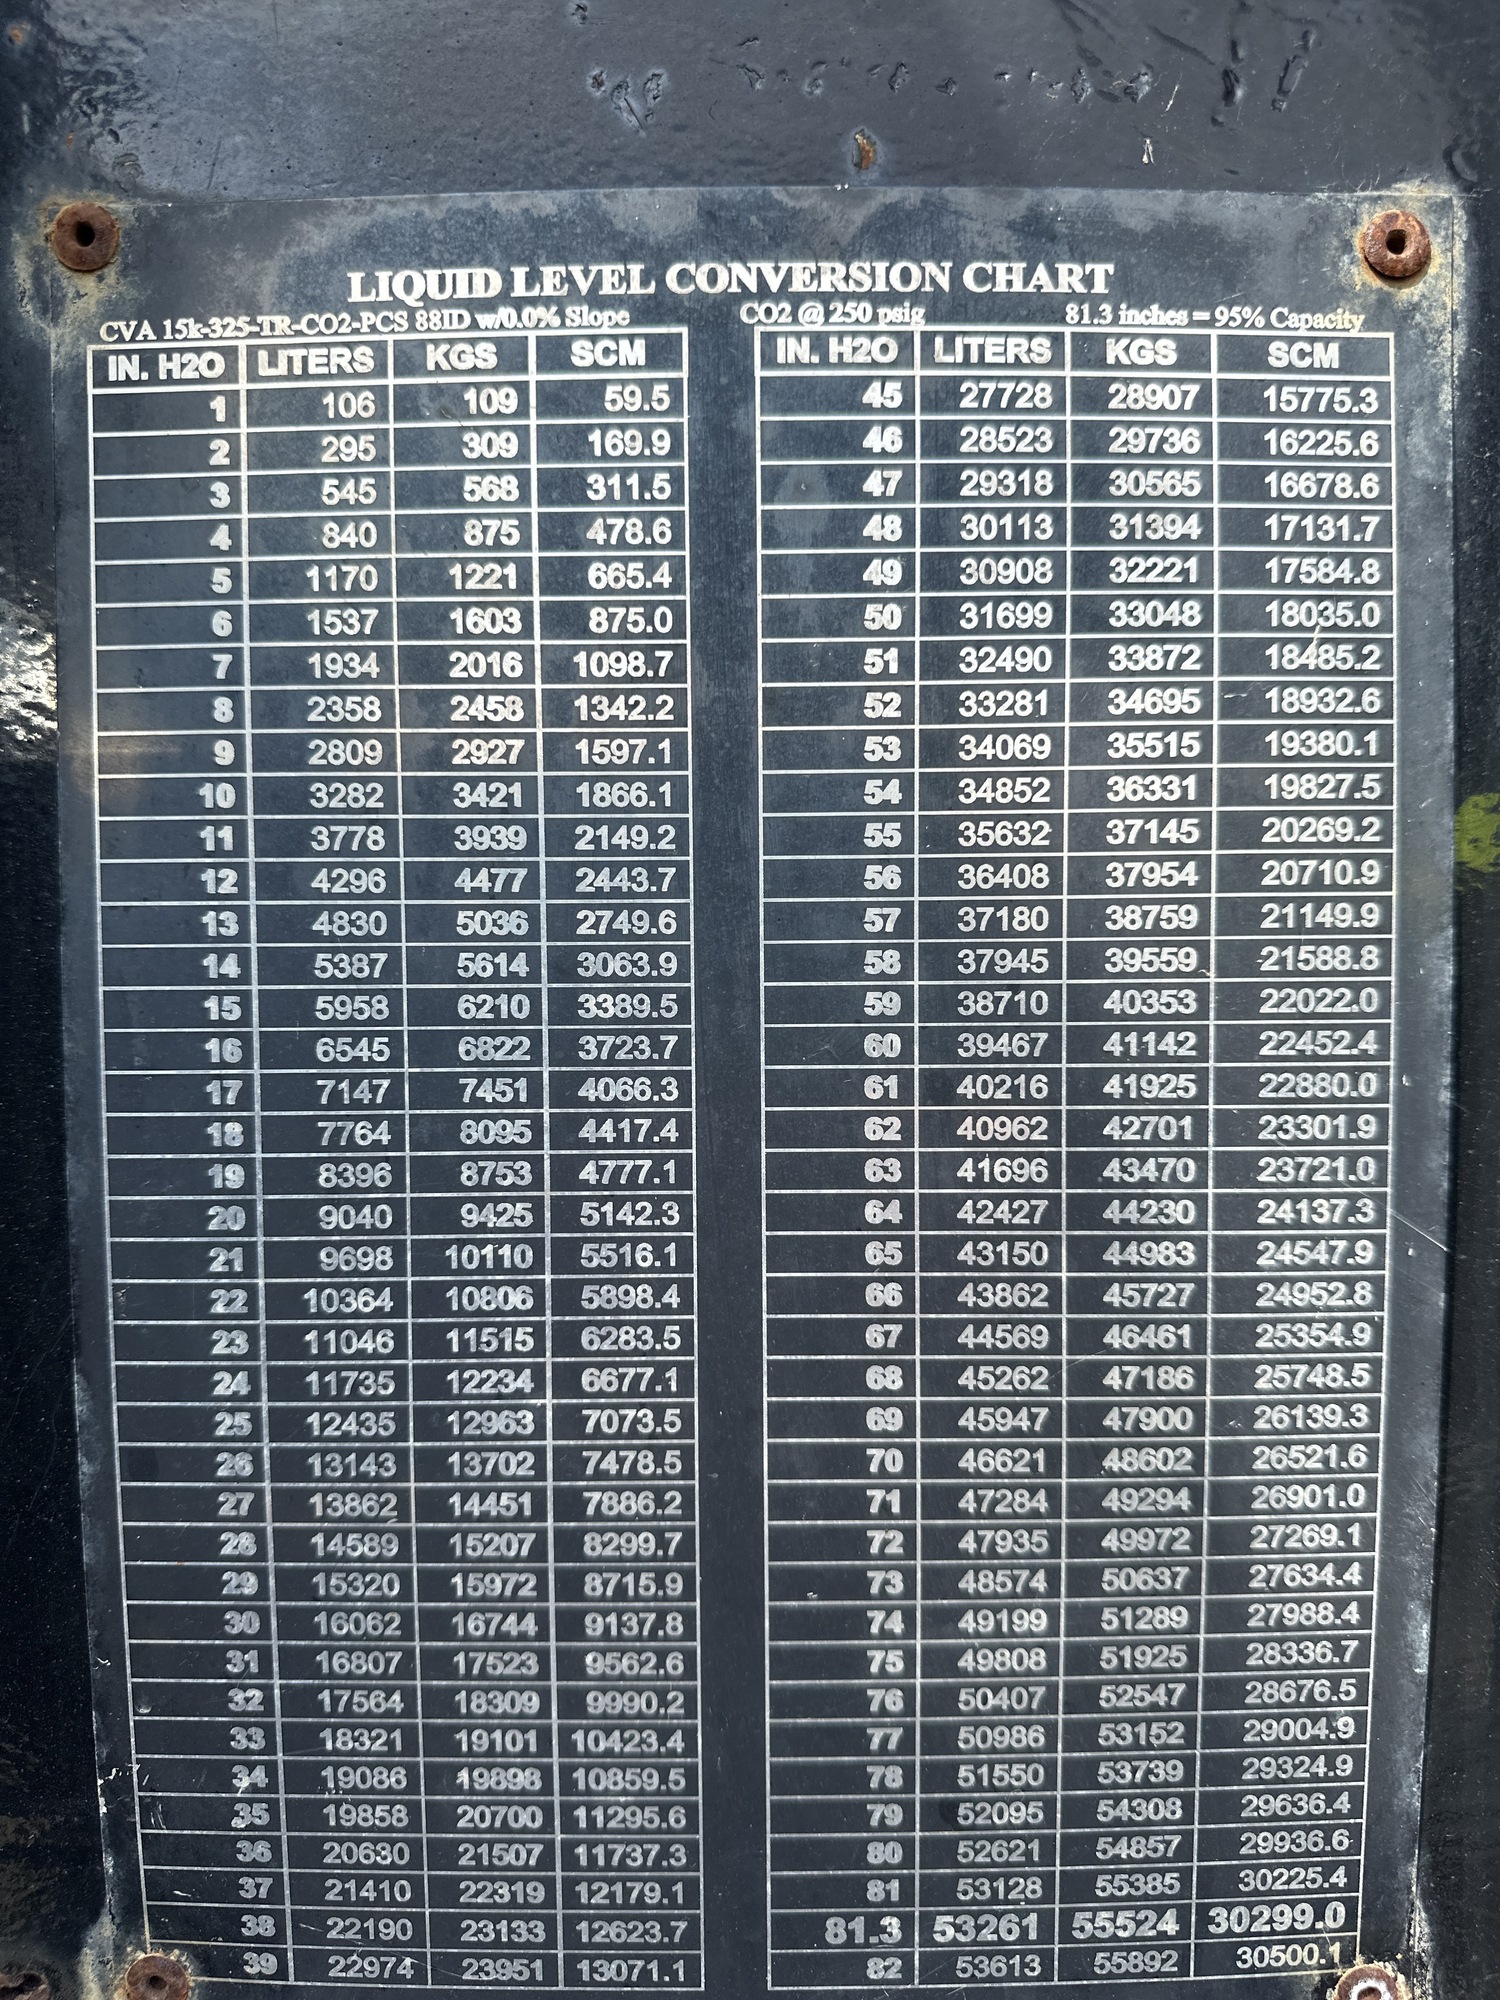 LIQUID LEVEL CONVERSION CHART
CVA 15k-325-TR-CO2-PCS 88ID w/0.0% Slope CO2 @ 250 psig 81.3 inches = 95% Capacity
IN. H2O LITERS KGS SCM IN. H2O LITERS KGS SCM
1 106 109 59.5 45 27728 28907 15775.3
2 295 309 169.9 46 28523 29736 16225.6
3 545 568 311.5 47 29318 30565 16678.6
4 840 875 478.6 48 30113 31394 17131.7
5 1170 1221 665.4 49 30908 32221 17584.8
6 1537 1603 875.0 50 31699 33048 18035.0
7 1934 2016 1098.7 51 32490 33872 18485.2
8 2358 2458 1342.2 52 33281 34695 18932.6
9 2809 2927 1597.1 53 34069 35515 19380.1
10 3282 3421 1866.1 54 34852 36331 19827.5
11 3778 3939 2149.2 55 35632 37145 20269.2
12 4296 4477 2443.7 56 36408 37954 20710.9
13 4830 5036 2749.6 57 37180 38759 21149.9
14 5387 5614 3063.9 58 37945 39559 21588.8
15 5958 6210 3389.5 59 38710 40353 22022.0
16 6545 6822 3723.7 60 39467 41142 22452.4
17 7147 7451 4066.3 61 40216 41925 22880.0
18 7764 8095 4417.4 62 40962 42701 23301.9
19 8396 8753 4777.1 63 41696 43470 23721.0
20 9040 9425 5142.3 64 42427 44230 24137.3
21 9698 10110 5516.1 65 43150 44983 24547.9
22 10364 10806 5898.4 66 43862 45727 24952.8
23 11046 11515 6283.5 67 44569 46461 25354.9
24 11735 12234 6677.1 68 45262 47186 25748.5
25 12435 12963 7073.5 69 45947 47900 26139.3
26 13143 13702 7478.5 70 46621 48602 26521.6
27 13862 14451 7886.2 71 47284 49294 26901.0
28 14589 15207 8299.7 72 47935 49972 27269.1
29 15320 15972 8715.9 73 48574 50637 27634.4
30 16062 16744 9137.8 74 49199 51289 27988.4
31 16807 17523 9562.6 75 49808 51925 28336.7
32 17564 18309 9990.2 76 50407 52547 28676.5
33 18321 19101 10423.4 77 50986 53152 29004.9
34 19086 19898 10859.5 78 51550 53739 29324.9
35 19858 20700 11295.6 79 52095 54308 29636.4
36 20630 21507 11737.3 80 52621 54857 29936.6
37 21410 22319 12179.1 81 53128 55385 30225.4
38 22190 23133 12623.7 81.3 53261 55524 30299.0
39 22974 23951 13071.1 82 53613 55892 30500.1